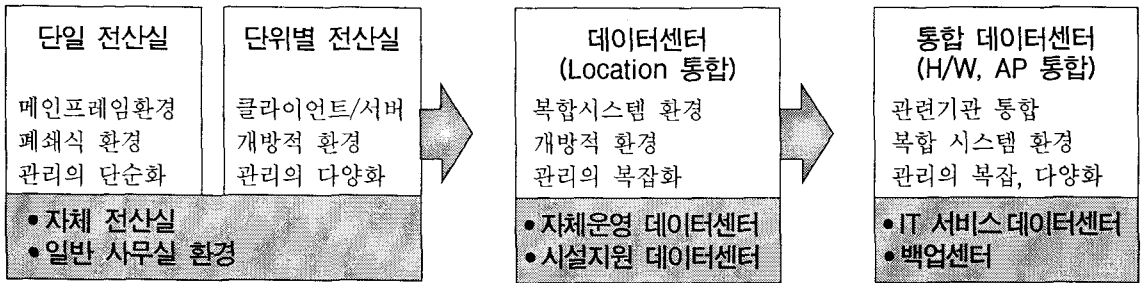 단일 전산실
메인프레임환경
폐쇄식 환경
관리의 단순화
단위별 전산실
클라이언트/서버
개방적 환경
관리의 다양화
• 자체 전산실
• 일반 사무실 환경
데이터센터
(Location 통합)
복합시스템 환경
개방적 환경
관리의 복잡화
• 자체운영 데이터센터
• 시설지원 데이터센터
통합 데이터센터
(H/W, AP 통합)
관련기관 통합
복합 시스템 환경
관리의 복잡, 다양화
• IT 서비스 데이터센터
• 백업센터